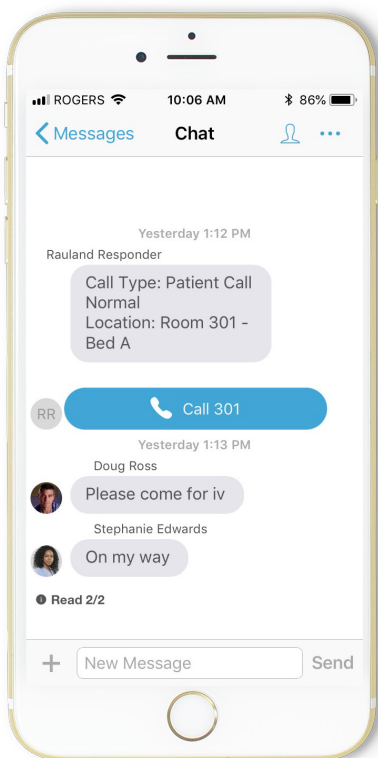 ROGERS 10:06 AM 86%
Messages Chat
Yesterday 1:12 PM
Rauland Responder
Call Type: Patient Call
Normal
Location: Room 301 -
Bed A
RR Call 301
Yesterday 1:13 PM
Doug Ross
Please come for iv
Stephanie Edwards
On my way
Read 2/2
New Message Send